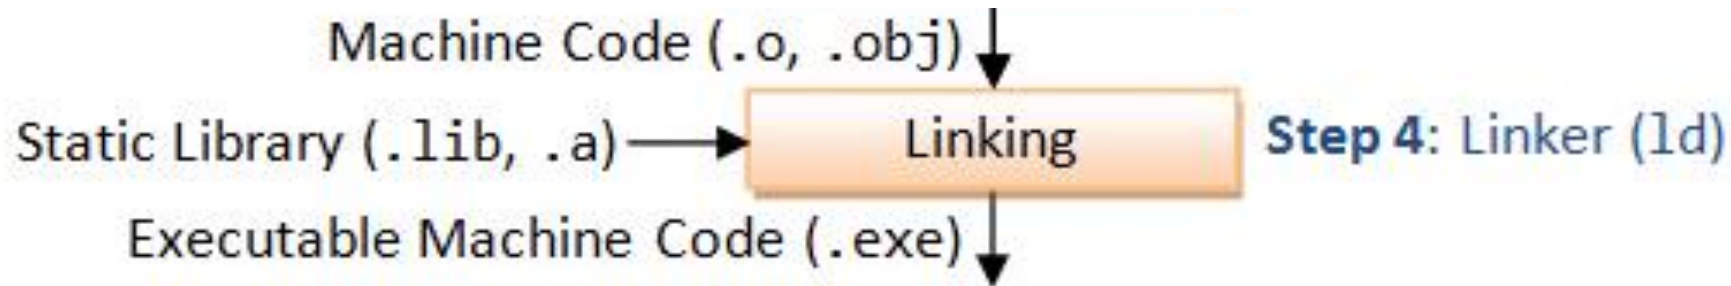 Machine Code (.o, .obj)
Static Library (.lib, .a)
Linking
Step 4: Linker (ld)
Executable Machine Code (.exe)